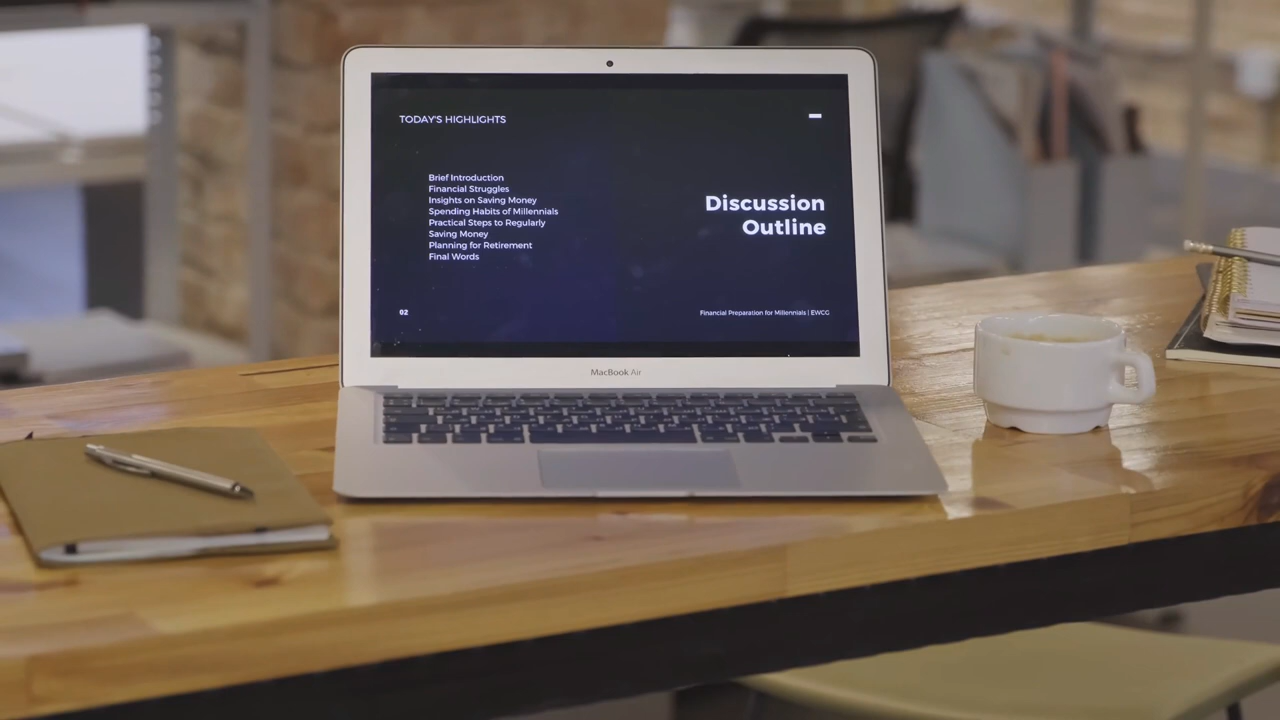 TODAY'S HIGHLIGHTS
Brief Introduction
Financial Struggles
Insights on Saving Money
Spending Habits of Millennials
Practical Steps to Regularly
Saving Money
Planning for Retirement
Final Words
Discussion
Outline
02
Financial Preparation for Millennials | EWCG
MacBook Air